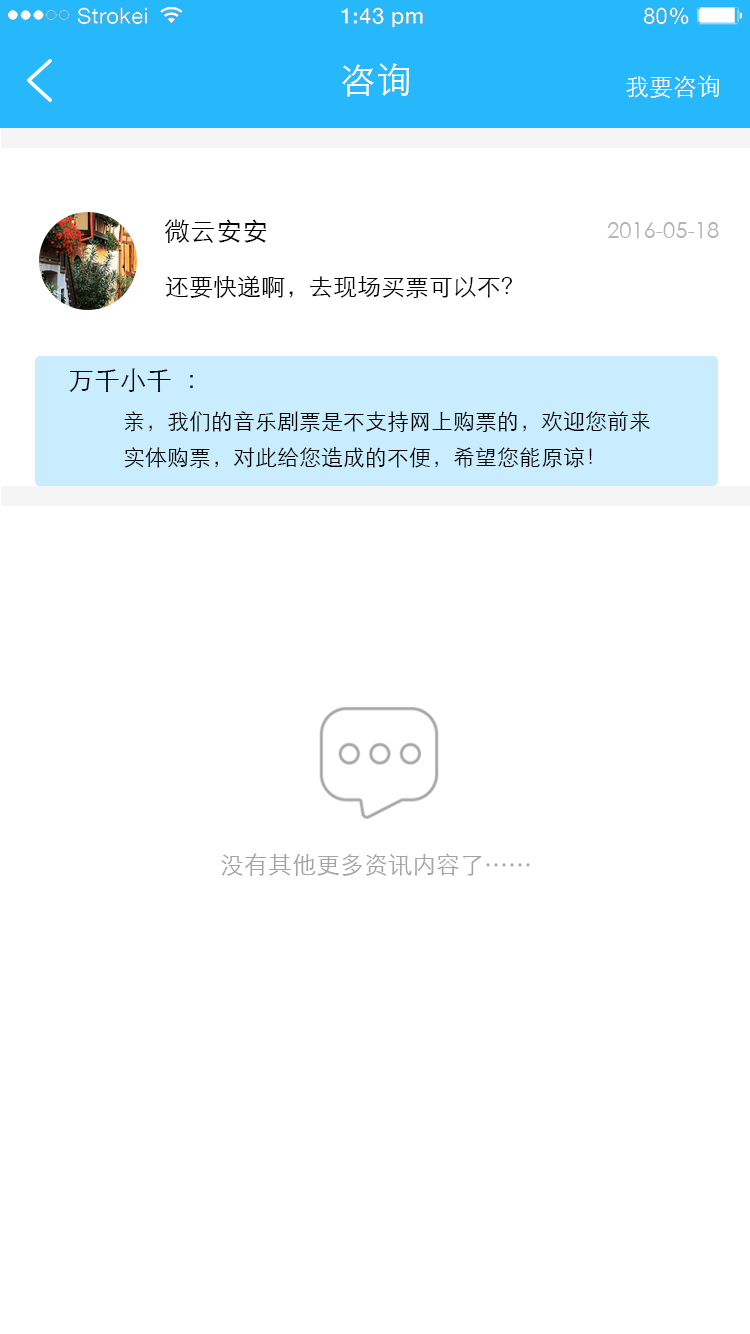 Strokei 1:43 pm 80%
咨询 我要咨询
微云安安 2016-05-18
还要快递啊，去现场买票可以不？
万千小千 ：
亲，我们的音乐剧票是不支持网上购票的，欢迎您前来
实体购票，对此给您造成的不便，希望您能原谅！
没有其他更多资讯内容了……